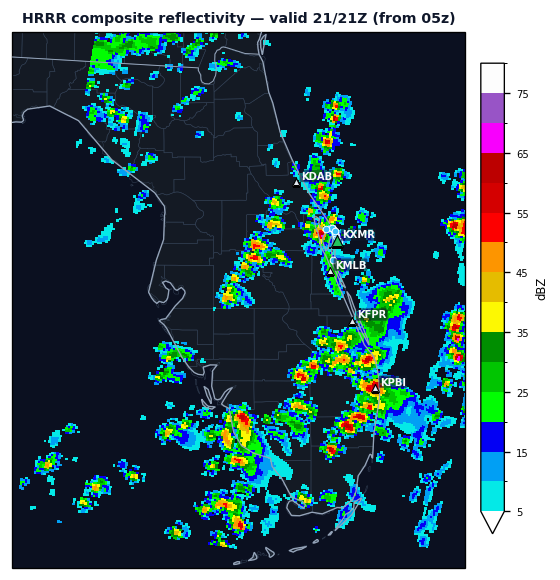 HRRR composite reflectivity — valid 21/21Z (from 05z)
75
65
55
45
35
25
15
5
dBZ
KDAB
KXMR
KMLB
KFPR
KPBI